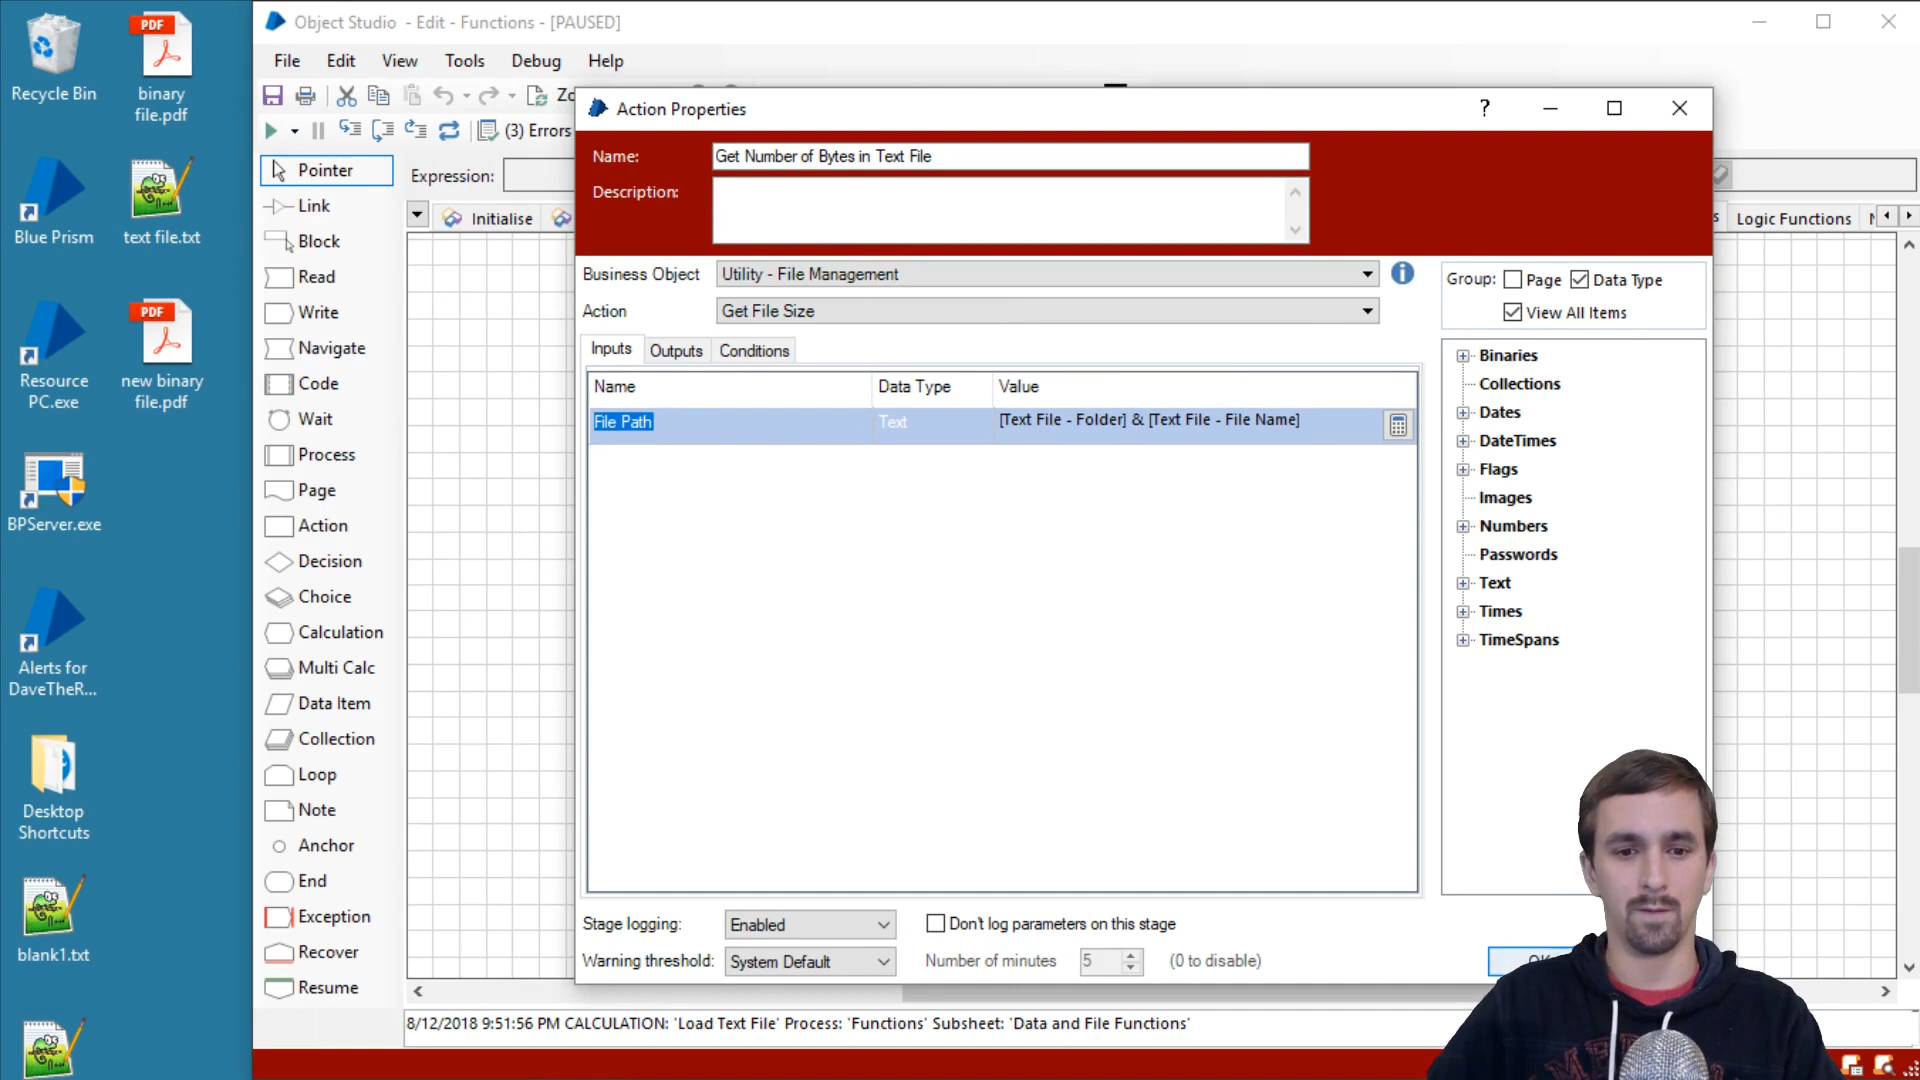 Recycle Bin
binary
file.pdf
Blue Prism
text file.txt
Resource
PC.exe
new binary
file.pdf
BPServer.exe
Alerts for
DaveTheR...
Desktop
Shortcuts
blank1.txt
PDF
PDF
Object Studio - Edit - Functions - [PAUSED]
File Edit View Tools Debug Help
(3) Errors
Expression:
Initialise
Logic Functions
Pointer
Link
Block
Read
Write
Navigate
Code
Wait
Process
Page
Action
Decision
Choice
Calculation
Multi Calc
Data Item
Collection
Loop
Note
Anchor
End
Exception
Recover
Resume
Action Properties
?
Name: Get Number of Bytes in Text File
Description:
Business Object Utility - File Management
Action Get File Size
Inputs Outputs Conditions
Name Data Type Value
File Path Text [Text File - Folder] & [Text File - File Name]
Group: Page Data Type
View All Items
Binaries
Collections
Dates
DateTimes
Flags
Images
Numbers
Passwords
Text
Times
TimeSpans
Stage logging: Enabled Don't log parameters on this stage
Warning threshold: System Default Number of minutes 5 (0 to disable)
8/12/2018 9:51:56 PM CALCULATION: 'Load Text File' Process: 'Functions' Subsheet: 'Data and File Functions'